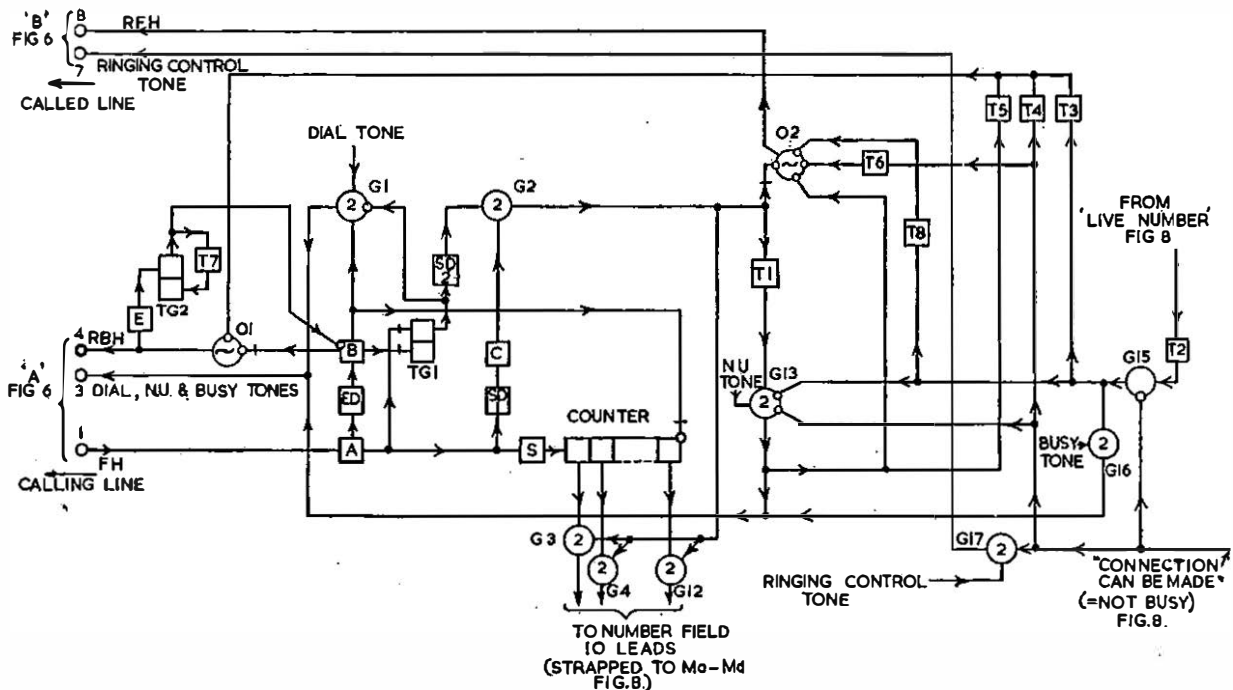 'B'
FIG 6
8
RFH
7
RINGING CONTROL
TONE
CALLED LINE
DIAL TONE
G1
2
G2
2
O2
~
T5
T4
T3
T6
T8
FROM
'LIVE NUMBER'
FIG 8
T7
TG2
E
SD
2
T1
T2
4
RBH
O1
~
B
TG1
C
NU
TONE
G13
2
G15
'A'
FIG 6
3
DIAL, N.U. & BUSY TONES
ED
SD
COUNTER
BUSY
TONE
2
G16
1
FH
A
S
CALLING LINE
G3
2
2
G4
2
G12
G17
2
RINGING CONTROL
TONE
"CONNECTION
CAN BE MADE"
(=NOT BUSY)
FIG.8.
TO NUMBER FIELD
10 LEADS
(STRAPPED TO Ma-Md
FIG.8.)